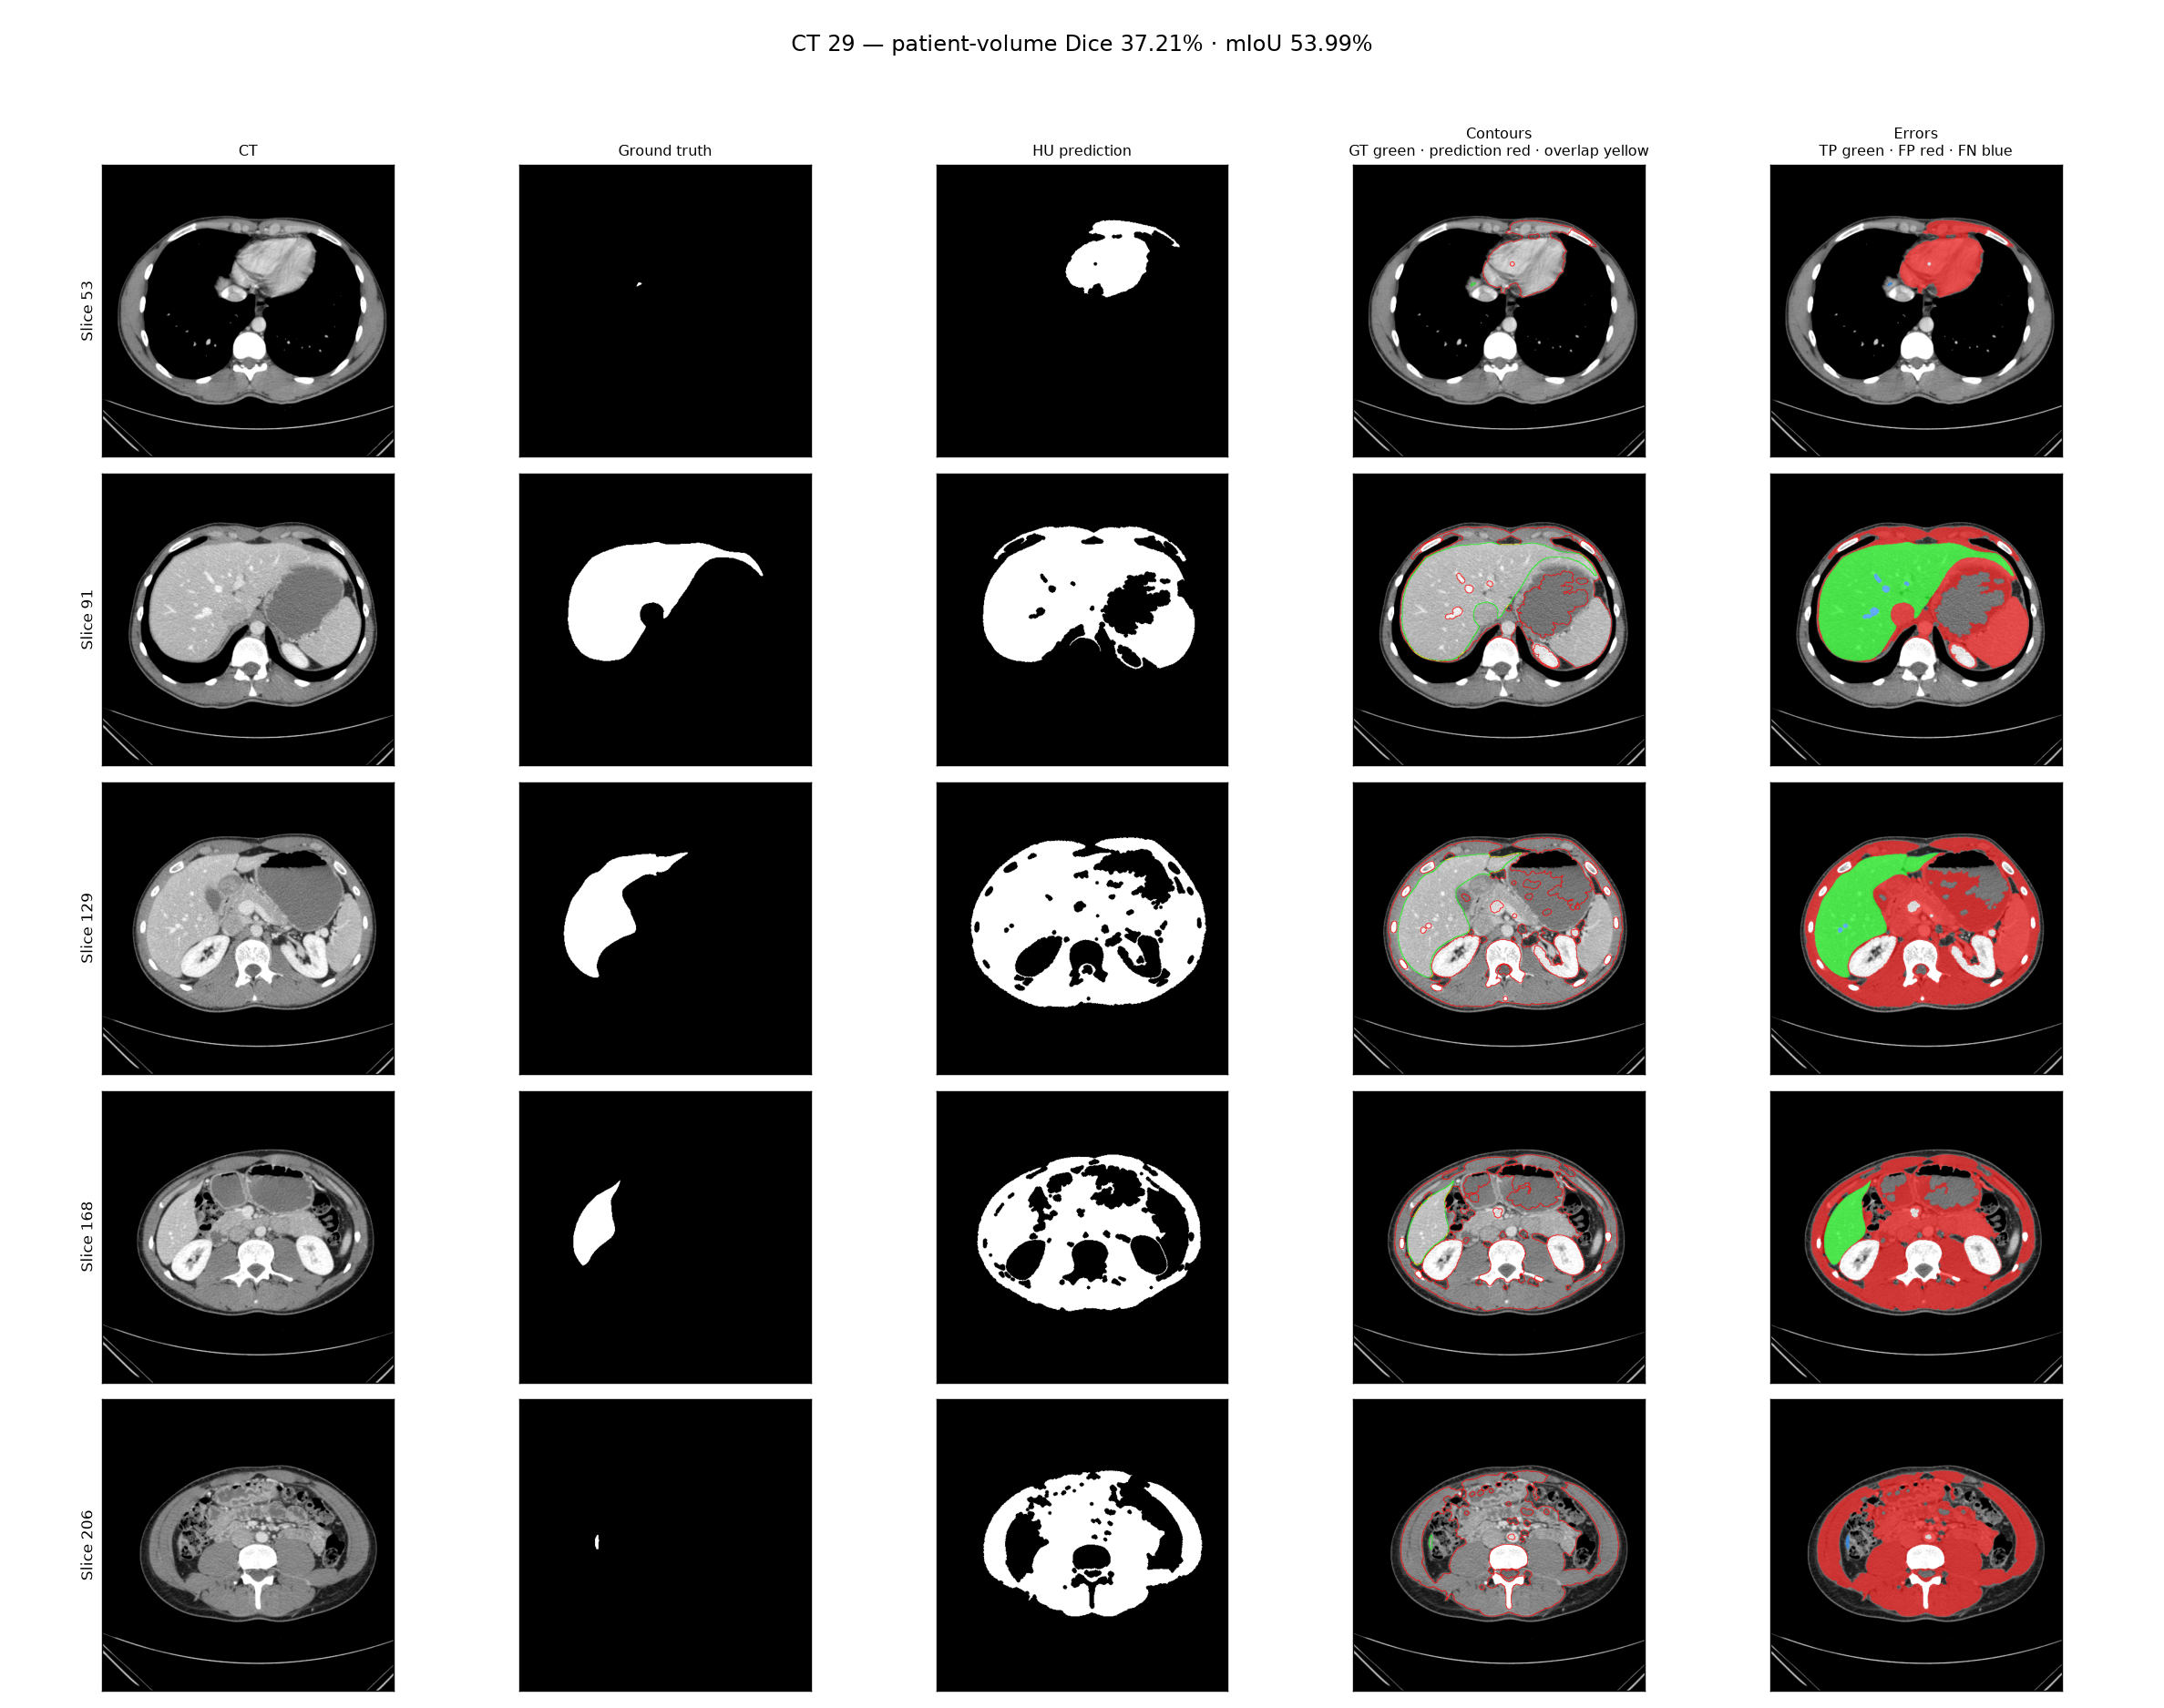 CT 29 — patient-volume Dice 37.21% · mIoU 53.99%
CT
Ground truth
HU prediction
Contours
GT green · prediction red · overlap yellow
Errors
TP green · FP red · FN blue
Slice 53
Slice 91
Slice 129
Slice 168
Slice 206